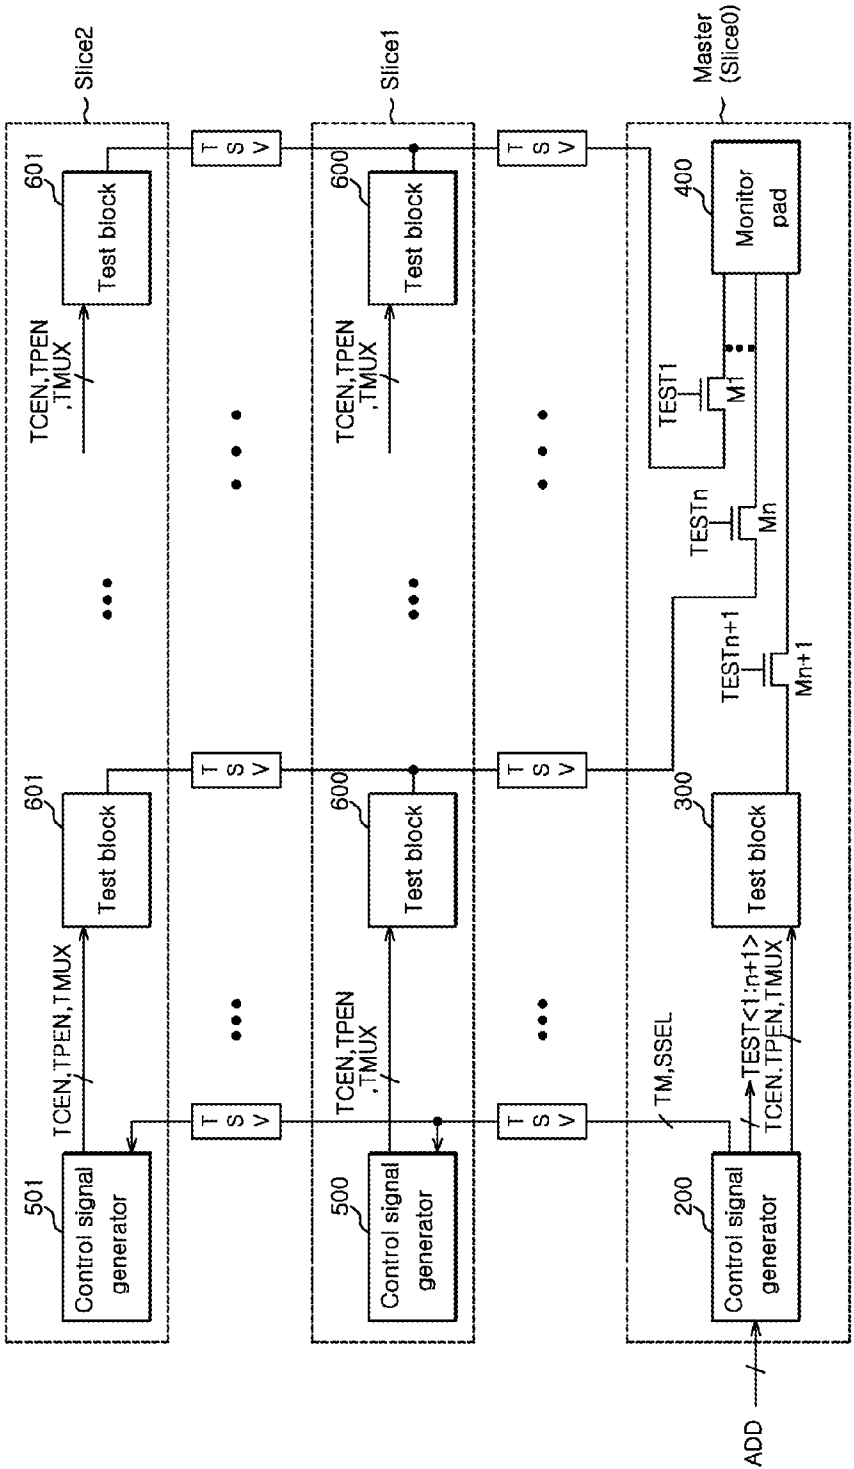 Slice2
501
Control signal
generator
TCEN,TPEN,TMUX
601
Test block
TCEN,TPEN
,TMUX
601
Test block
T
S
V
T
S
V
T
S
V
Slice1
500
Control signal
generator
TCEN,TPEN
,TMUX
600
Test block
TCEN,TPEN
,TMUX
600
Test block
T
S
V
T
S
V
T
S
V
Master
(Slice0)
ADD
200
Control signal
generator
TM,SSEL
TEST<1:n+1>
TCEN,TPEN,TMUX
300
Test block
TESTn+1
Mn+1
TESTn
Mn
TEST1
M1
400
Monitor
pad